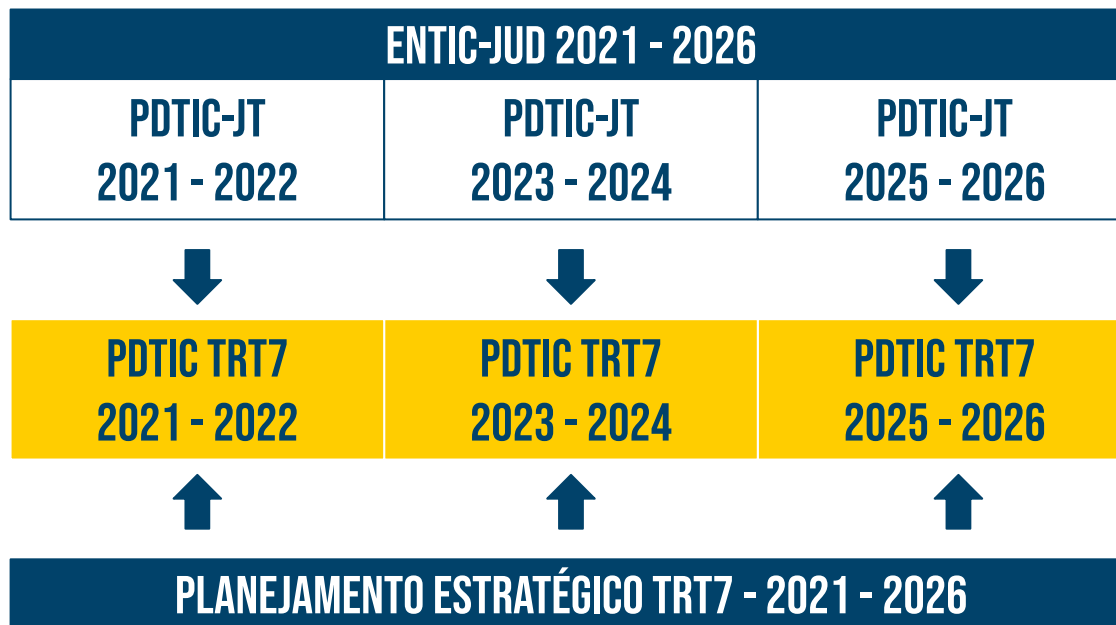 ENTIC-JUD 2021 - 2026
PDTIC-JT
2021 - 2022
PDTIC-JT
2023 - 2024
PDTIC-JT
2025 - 2026
PDTIC TRT7
2021 - 2022
PDTIC TRT7
2023 - 2024
PDTIC TRT7
2025 - 2026
PLANEJAMENTO ESTRATÉGICO TRT7 - 2021 - 2026